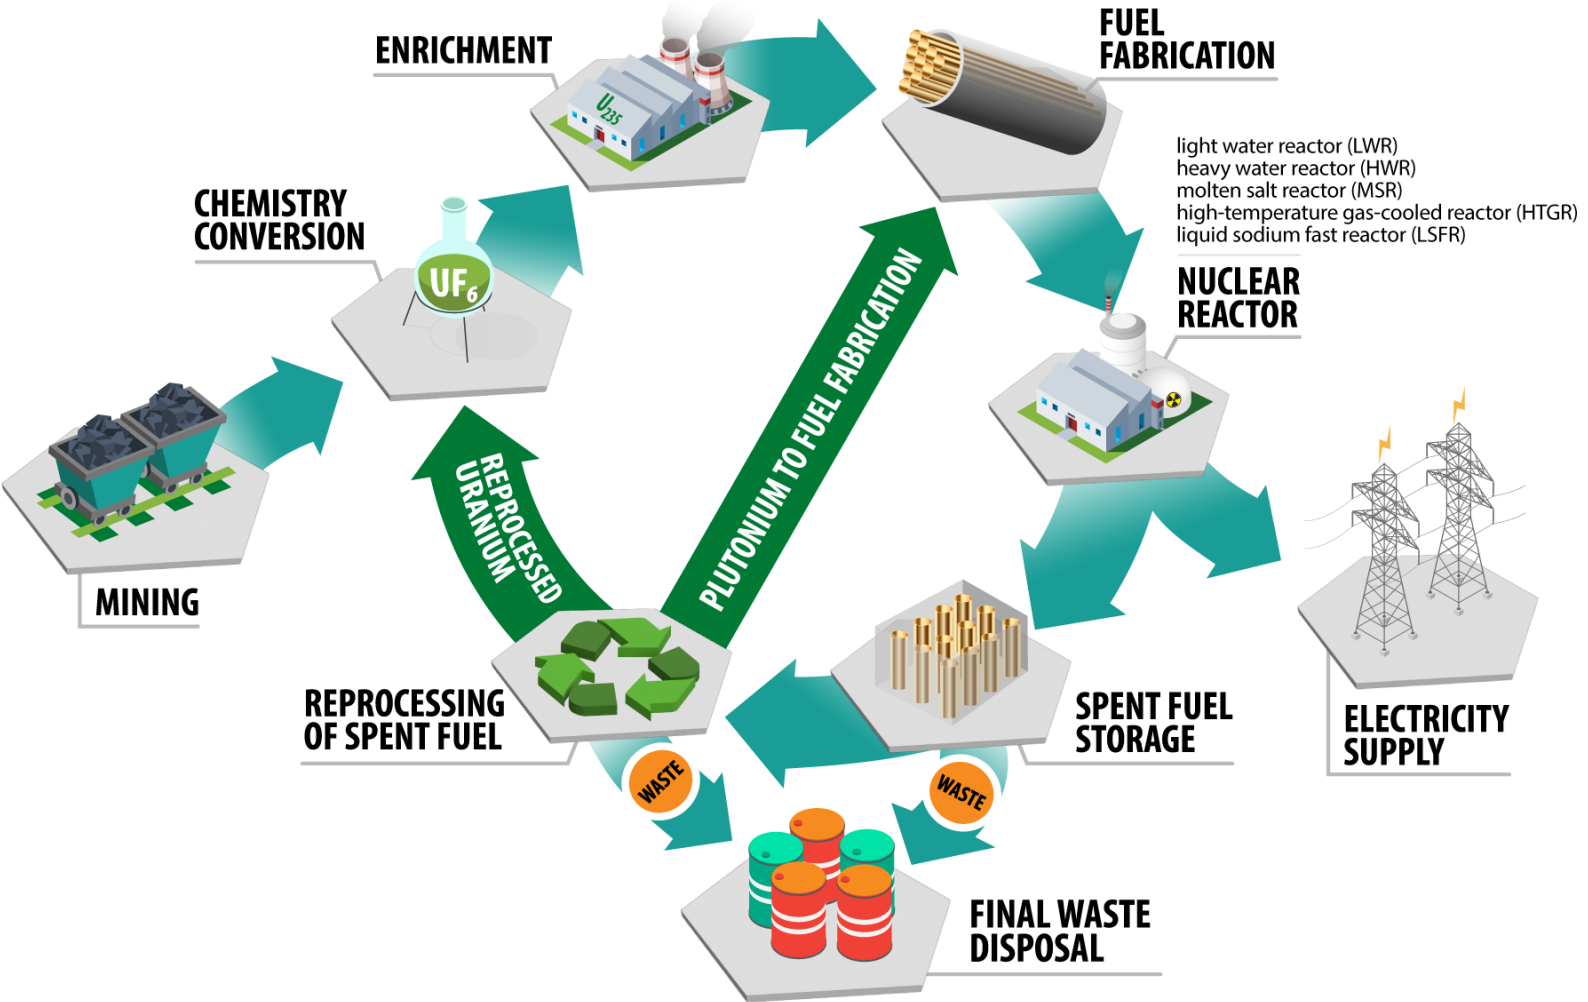 ENRICHMENT
FUEL
FABRICATION
U235
light water reactor (LWR)
heavy water reactor (HWR)
molten salt reactor (MSR)
high-temperature gas-cooled reactor (HTGR)
liquid sodium fast reactor (LSFR)
CHEMISTRY
CONVERSION
UF6
NUCLEAR
REACTOR
PLUTONIUM TO FUEL FABRICATION
REPROCESSED
URANIUM
MINING
REPROCESSING
OF SPENT FUEL
SPENT FUEL
STORAGE
ELECTRICITY
SUPPLY
WASTE
WASTE
FINAL WASTE
DISPOSAL